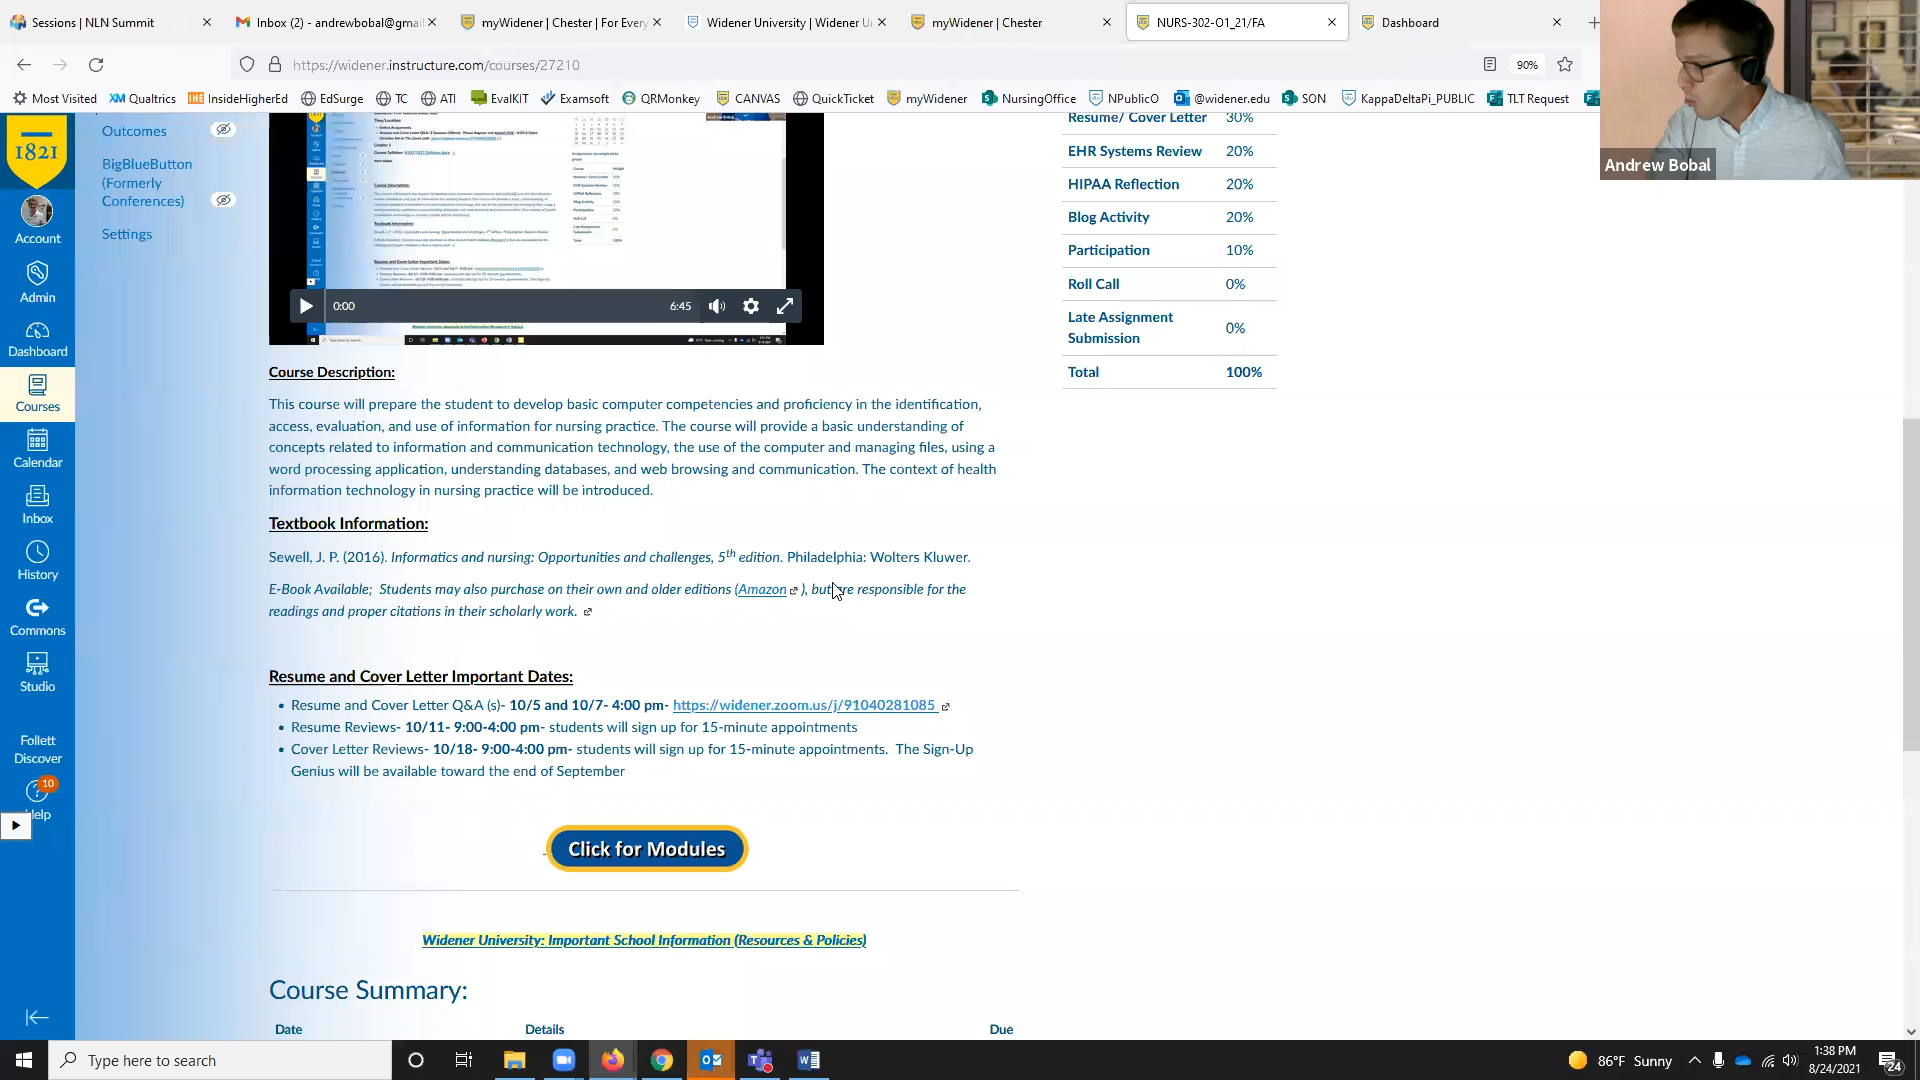 Sessions | NLN Summit
Inbox (2) - andrewbobal@gmai
myWidener | Chester | For Every
Widener University | Widener U
myWidener | Chester
NURS-302-O1_21/FA
Dashboard
https://widener.instructure.com/courses/27210
90%
Most Visited
Qualtrics
InsideHigherEd
EdSurge
TC
ATI
EvalKIT
Examsoft
QRMonkey
CANVAS
QuickTicket
myWidener
NursingOffice
NPublicO
@widener.edu
SON
KappaDeltaPi_PUBLIC
TLT Request
Andrew Bobal
1821
Account
Admin
Dashboard
Courses
Calendar
Inbox
History
Commons
Studio
Follett
Discover
10
Help
Outcomes
BigBlueButton
(Formerly
Conferences)
Settings
0:00
6:45
Course Description:
This course will prepare the student to develop basic computer competencies and proficiency in the identification,
access, evaluation, and use of information for nursing practice. The course will provide a basic understanding of
concepts related to information and communication technology, the use of the computer and managing files, using a
word processing application, understanding databases, and web browsing and communication. The context of health
information technology in nursing practice will be introduced.
Textbook Information:
Sewell, J. P. (2016). Informatics and nursing: Opportunities and challenges, 5th edition. Philadelphia: Wolters Kluwer.
E-Book Available; Students may also purchase on their own and older editions (Amazon ), but are responsible for the
readings and proper citations in their scholarly work.
Resume and Cover Letter Important Dates:
Resume and Cover Letter Q&A (s)- 10/5 and 10/7- 4:00 pm- https://widener.zoom.us/j/91040281085
Resume Reviews- 10/11- 9:00-4:00 pm- students will sign up for 15-minute appointments
Cover Letter Reviews- 10/18- 9:00-4:00 pm- students will sign up for 15-minute appointments. The Sign-Up
Genius will be available toward the end of September
Click for Modules
Widener University: Important School Information (Resources & Policies)
Course Summary:
Date Details Due
Resume/ Cover Letter 30%
EHR Systems Review 20%
HIPAA Reflection 20%
Blog Activity 20%
Participation 10%
Roll Call 0%
Late Assignment
Submission 0%
Total 100%
Type here to search
86°F Sunny
1:38 PM
8/24/2021
24